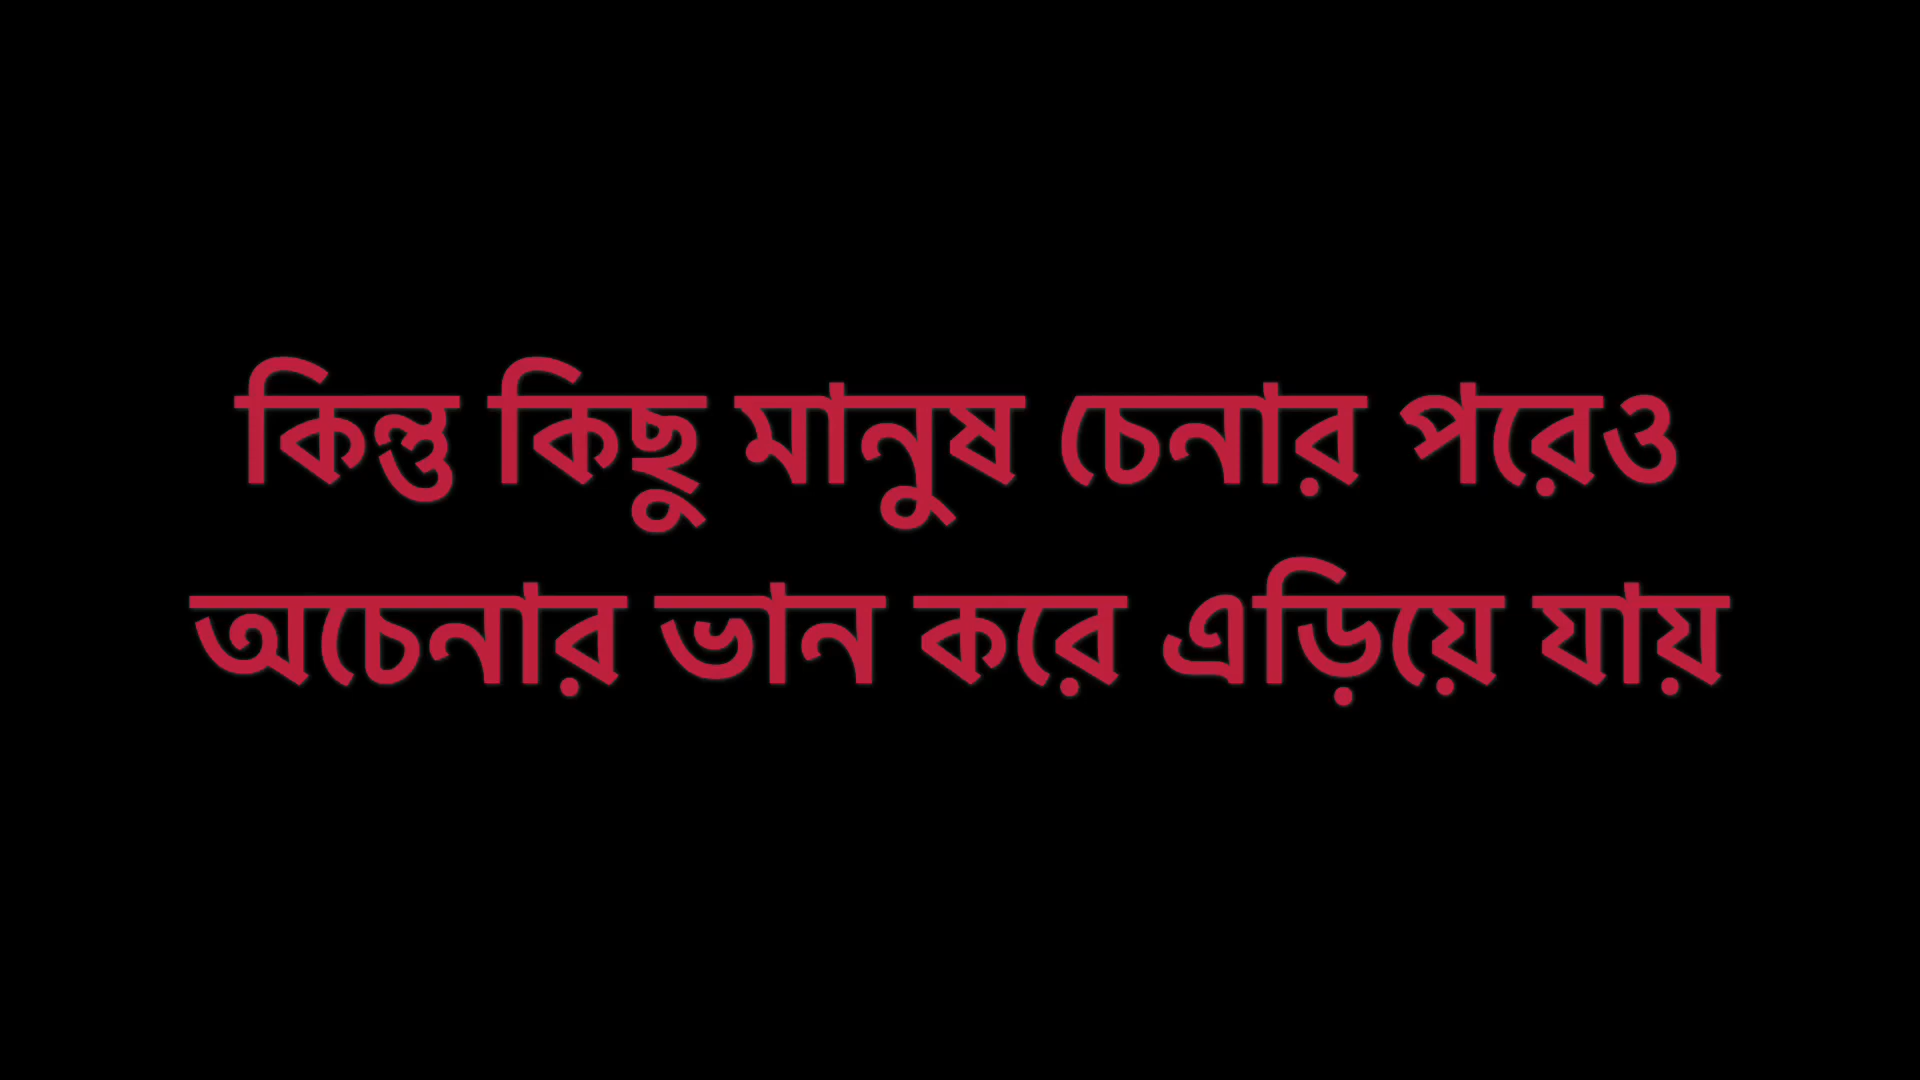 কিন্তু কিছু মানুষ চেনার পরেও
অচেনার ভান করে এড়িয়ে যায়